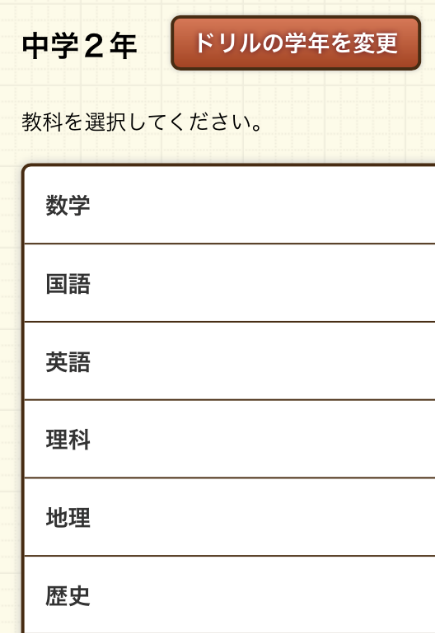 中学２年
ドリルの学年を変更
教科を選択してください。
数学
国語
英語
理科
地理
歴史